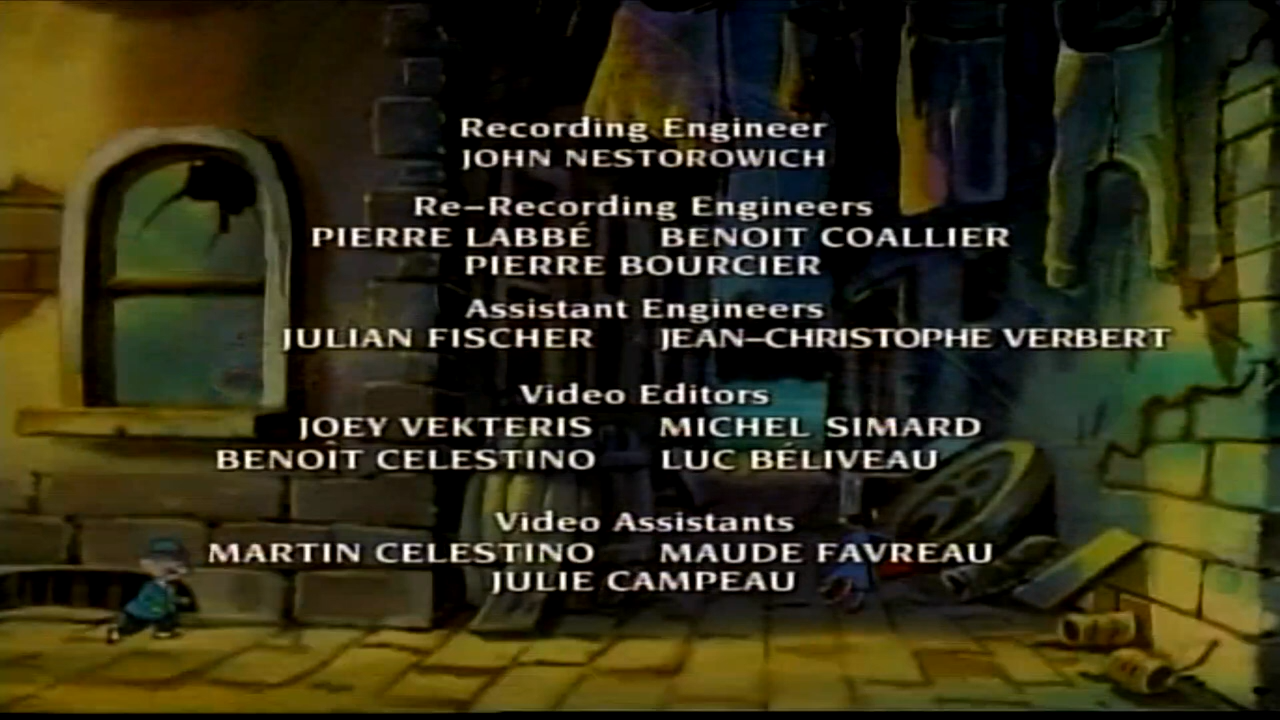 Recording Engineer
JOHN NESTOROWICH
Re-Recording Engineers
PIERRE LABBÉ BENOIT COALLIER
PIERRE BOURCIER
Assistant Engineers
JULIAN FISCHER JEAN-CHRISTOPHE VERBERT
Video Editors
JOEY VEKTERIS MICHEL SIMARD
BENOÎT CELESTINO LUC BÉLIVEAU
Video Assistants
MARTIN CELESTINO MAUDE FAVREAU
JULIE CAMPEAU